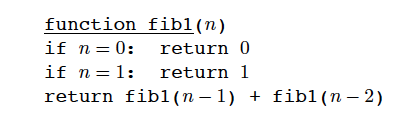 function fib1(n)
if n = 0: return 0
if n = 1: return 1
return fib1(n − 1) + fib1(n − 2)